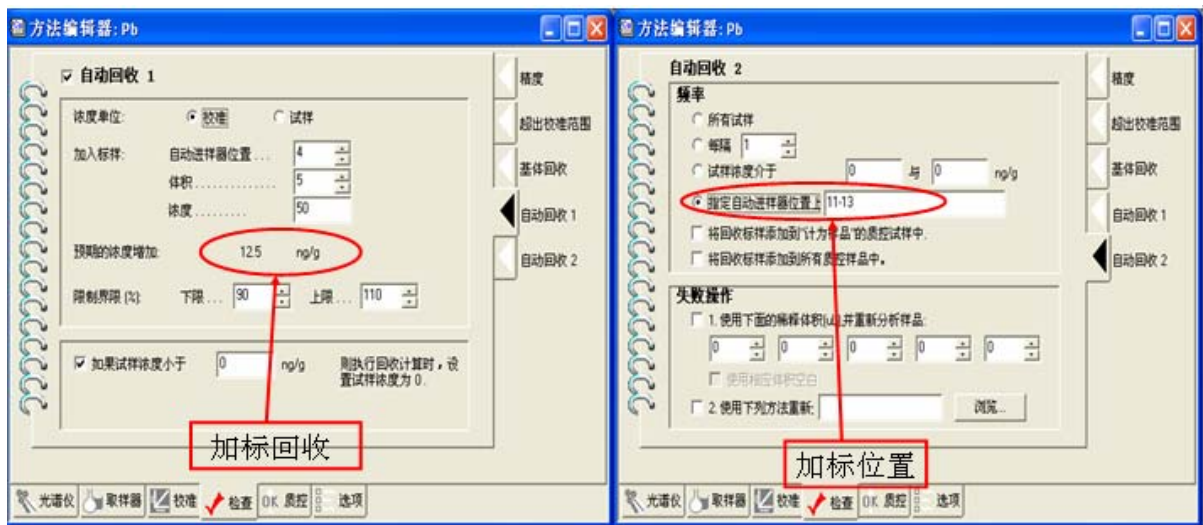 方法编辑器: Pb
自动回收 1
浓度单位: 校准 试样
加入标样: 自动进样器位置... 4
体积.............. 5
浓度......... 50
预期的浓度增加: 12.5 ng/g
限制界限 (%): 下限... 90 上限... 110
如果试样浓度小于 0 ng/g 则执行回收计算时,设
置试样浓度为 0.
加标回收
精度
超出校准范围
基体回收
自动回收 1
自动回收 2
光谱仪 取样器 校准 检查 OK 质控 选项
方法编辑器: Pb
自动回收 2
频率
所有试样
每隔 1
试样浓度介于 0 与 0 ng/g
指定自动进样器位置上 11-13
将回收标样添加到"计为样品"的质控试样中.
将回收标样添加到所有质控样品中。
失败操作
1. 使用下面的稀释体积(uL)并重新分析样品:
0 0 0 0 0
使用相应体积空白
2. 使用下列方法重新: 浏览...
加标位置
精度
超出校准范围
基体回收
自动回收 1
自动回收 2
光谱仪 取样器 校准 检查 OK 质控 选项